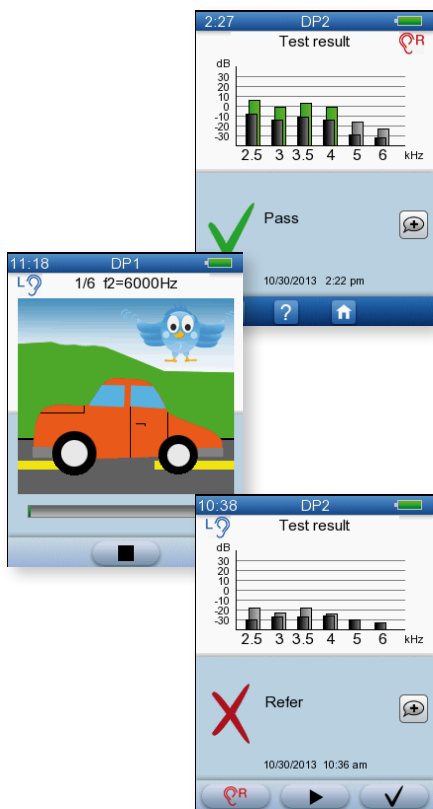 2:27 DP2
Test result R
dB
30
20
10
0
-10
-20
-30
2.5 3 3.5 4 5 6 kHz
Pass
10/30/2013 2:22 pm
?
11:18 DP1
L 1/6 f2=6000Hz
10:38 DP2
L Test result
dB
30
20
10
0
-10
-20
-30
2.5 3 3.5 4 5 6 kHz
Refer
10/30/2013 10:36 am
R